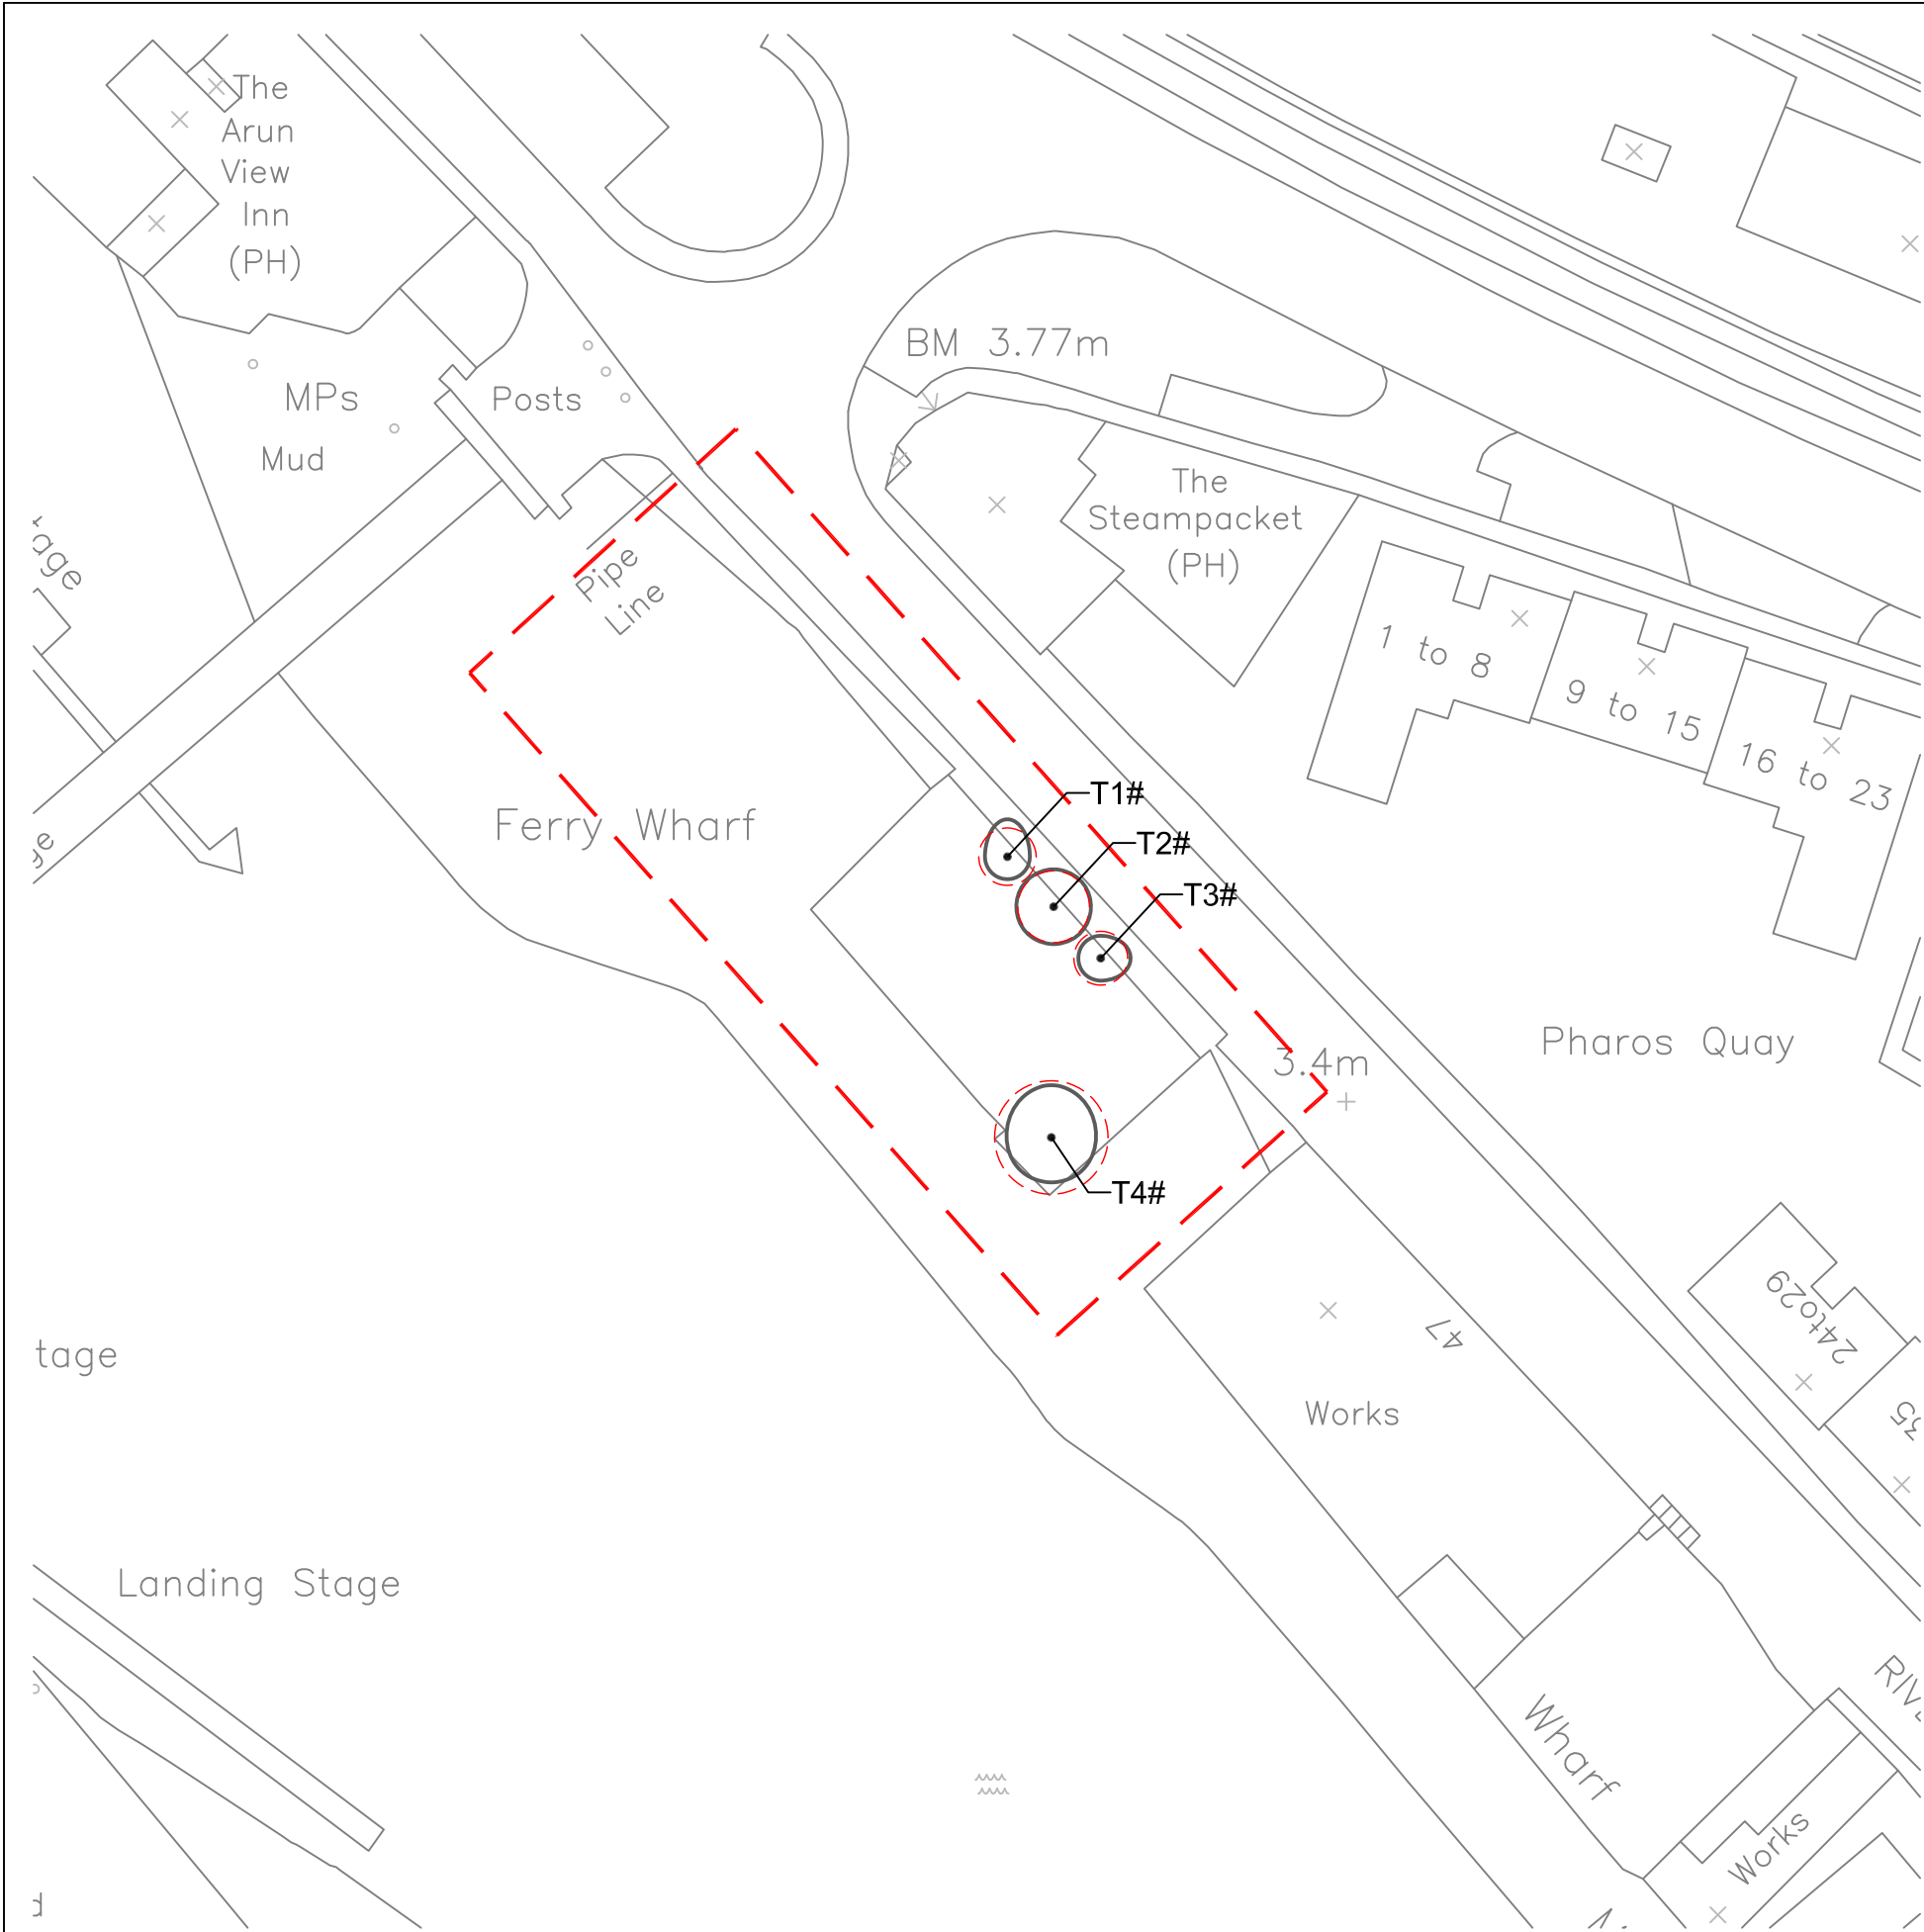 The
Arun
View
Inn
(PH)
BM 3.77m
MPs
Posts
Mud
The
Steampacket
(PH)
Pipe
Line
1 to 8
9 to 15
16 to 23
Ferry Wharf
T1#
T2#
T3#
3.4m
Pharos Quay
T4#
24to29
47
tage
Works
35
Landing Stage
Wharf
Works